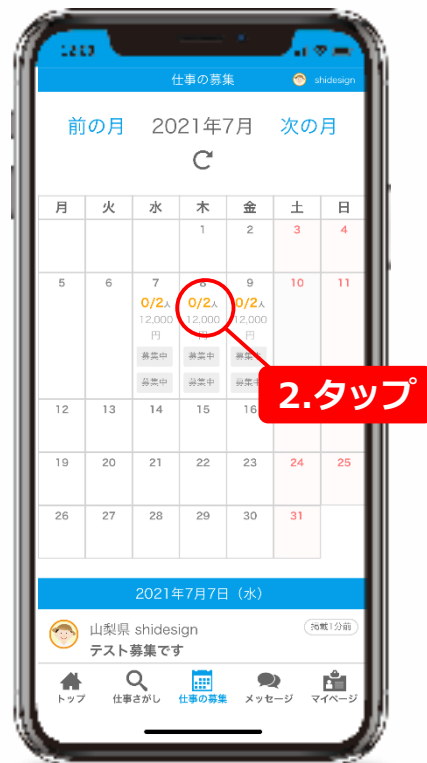 仕事の募集 shidesign
前の月 2021年7月 次の月
月 火 水 木 金 土 日
1 2 3 4
5 6 7 8 9 10 11
0/2人 0/2人 0/2人
12,000 12,000 12,000
円 円 円
募集中 募集中 募集中
募集中 募集中 募集中
2.タップ
12 13 14 15 16
19 20 21 22 23 24 25
26 27 28 29 30 31
2021年7月7日（水）
山梨県 shidesign 掲載1分前
テスト募集です
トップ 仕事さがし 仕事の募集 メッセージ マイページ